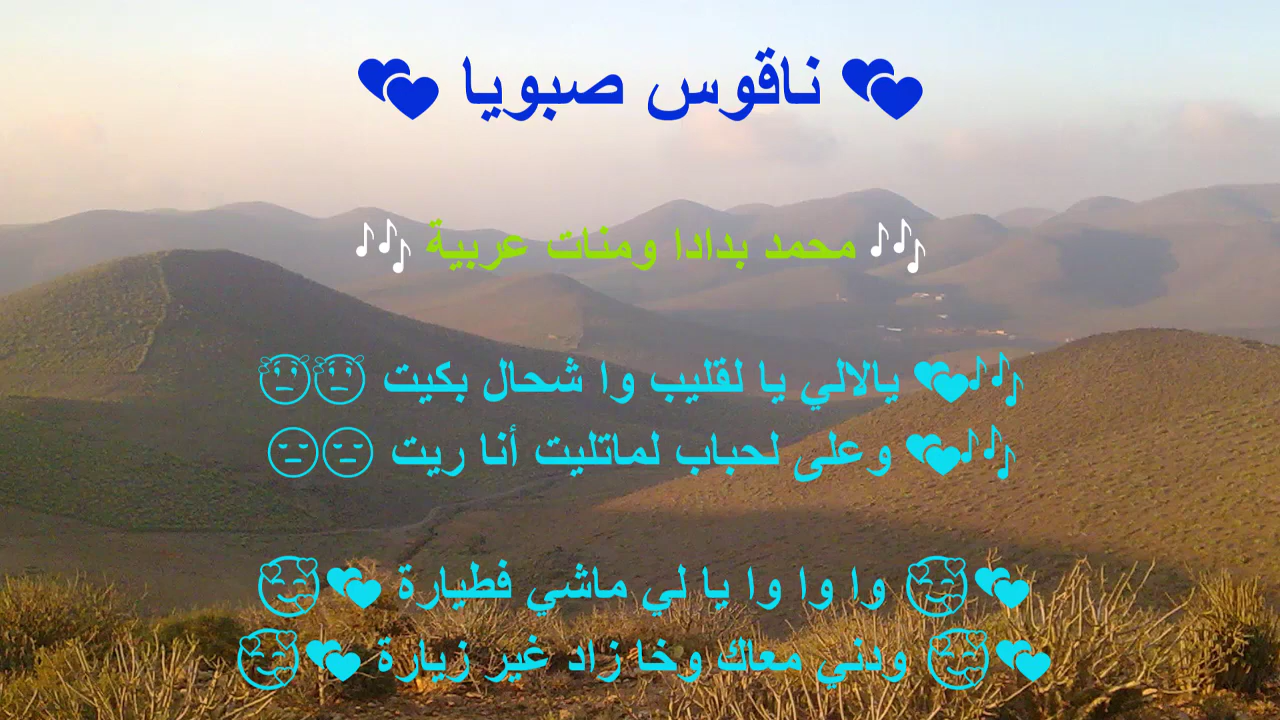 💕 ناقوس صبويا 💕
🎶 محمد بدادا ومنات عربية 🎶
🎶💕 يالالي يا لقليب وا شحال بكيت 😢😢
🎶💕 وعلى لحباب لماتليت أنا ريت 😔😔
💕🥰 وا وا وا يا لي ماشي فطيارة 💕🥰
💕🥰 ودني معاك وخا زاد غير زيارة 💕🥰